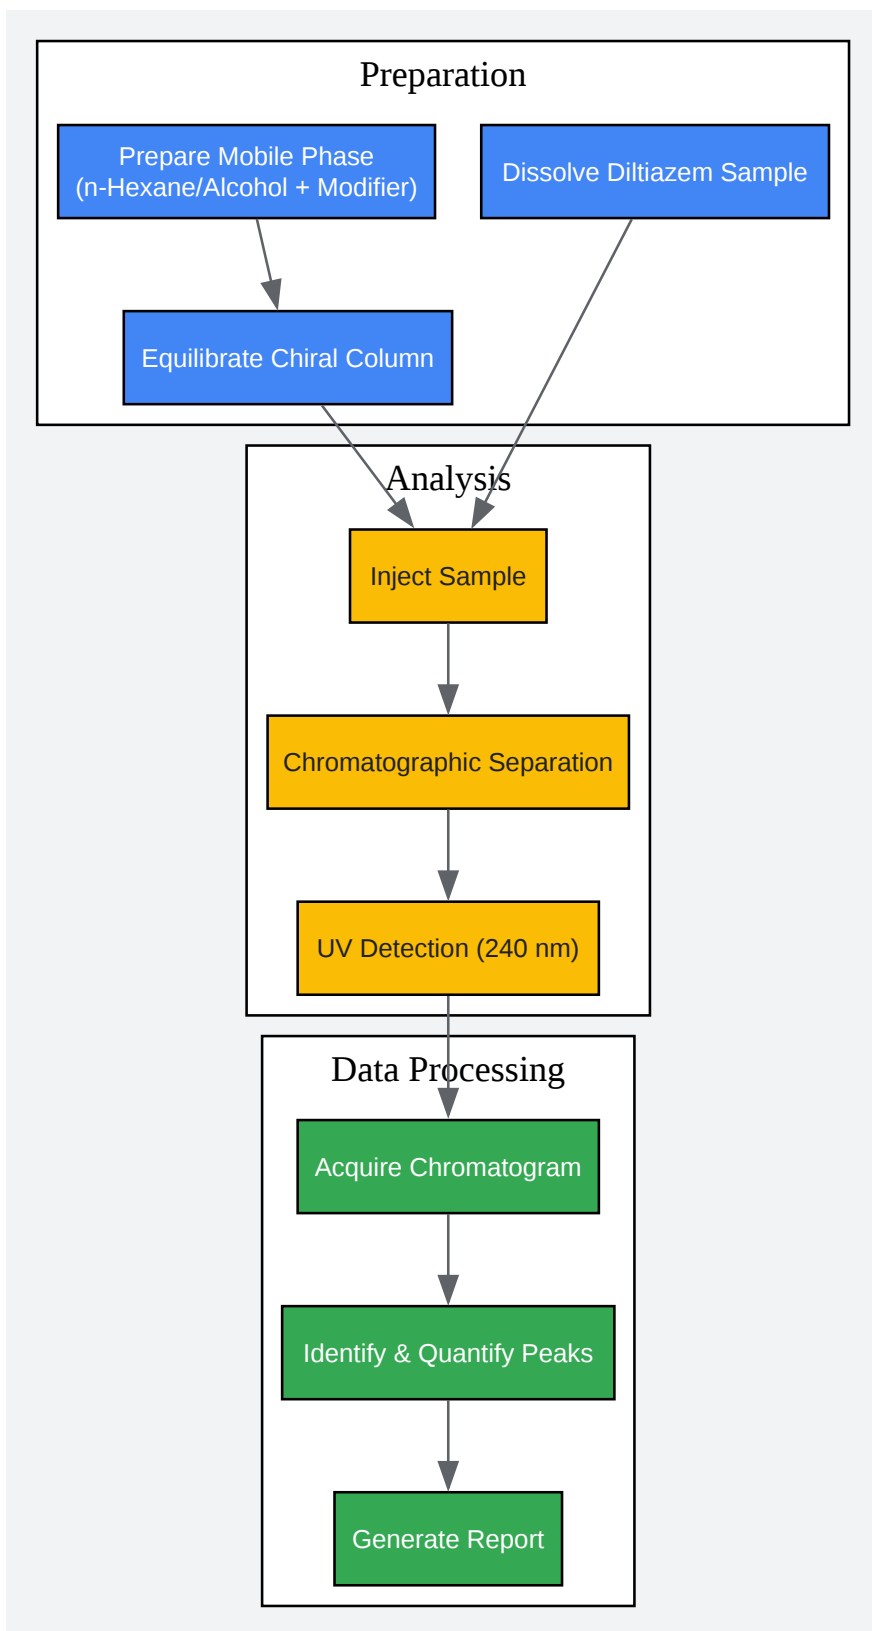 Preparation
Prepare Mobile Phase
(n-Hexane/Alcohol + Modifier)
Dissolve Diltiazem Sample
Equilibrate Chiral Column
Analysis
Inject Sample
Chromatographic Separation
UV Detection (240 nm)
Data Processing
Acquire Chromatogram
Identify & Quantify Peaks
Generate Report